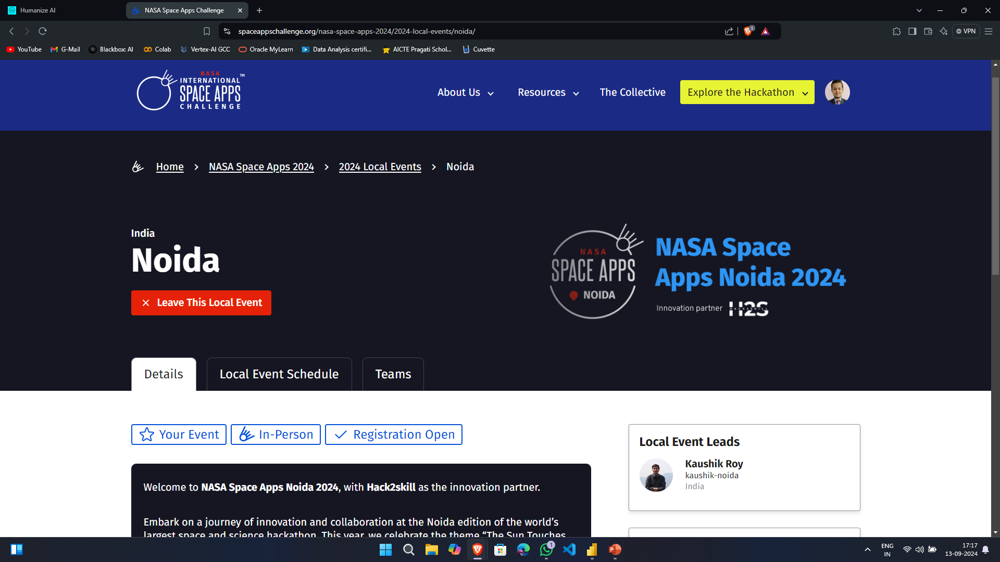 Humanize AI
NASA Space Apps Challenge
spaceappschallenge.org/nasa-space-apps-2024/2024-local-events/noida/
1
VPN
YouTube
G-Mail
Blackbox: AI
Colab
Vertex-AI GCC
Oracle MyLearn
Data Analysis certifi...
AICTE Pragati Schol...
Cuvette
NASA
INTERNATIONAL
SPACE APPS
CHALLENGE
TM
About Us
Resources
The Collective
Explore the Hackathon
Home
NASA Space Apps 2024
2024 Local Events
Noida
India
Noida
Leave This Local Event
NASA
SPACE APPS
NOIDA
NASA Space
Apps Noida 2024
Innovation partner
H2S
HACK2SKILL
Details
Local Event Schedule
Teams
Your Event
In-Person
Registration Open
Welcome to NASA Space Apps Noida 2024, with Hack2skill as the innovation partner.
Embark on a journey of innovation and collaboration at the Noida edition of the world’s
largest space and science hackathon. This year, we celebrate the theme “The Sun Touches
Local Event Leads
Kaushik Roy
kaushik-noida
India
1
ENG
IN
17:17
13-09-2024